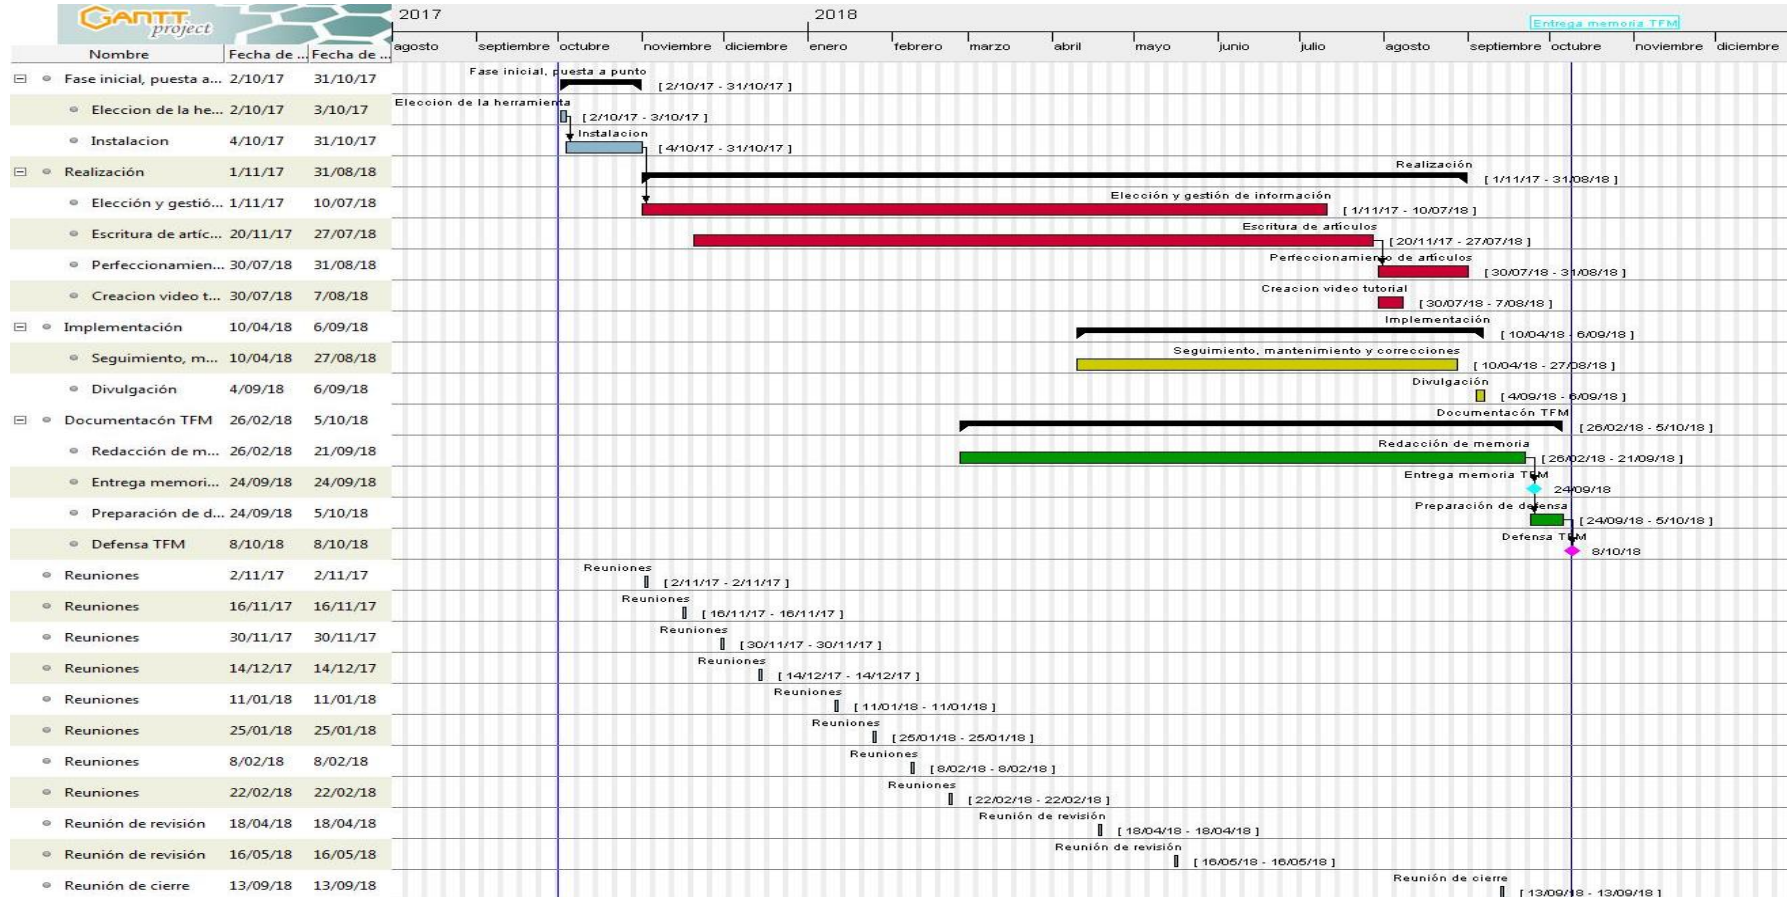 GANTT project
2017
2018
Entrega memoria TFM
Nombre Fecha de ... Fecha de ...
agosto septiembre octubre noviembre diciembre enero febrero marzo abril mayo junio julio agosto septiembre octubre noviembre diciembre
Fase inicial, puesta a... 2/10/17 31/10/17
Fase inicial, puesta a punto
[ 2/10/17 - 31/10/17 ]
Eleccion de la he... 2/10/17 3/10/17
Eleccion de la herramienta
[ 2/10/17 - 3/10/17 ]
Instalacion 4/10/17 31/10/17
Instalacion
[ 4/10/17 - 31/10/17 ]
Realización 1/11/17 31/08/18
Realización
[ 1/11/17 - 31/08/18 ]
Elección y gestió... 1/11/17 10/07/18
Elección y gestión de información
[ 1/11/17 - 10/07/18 ]
Escritura de artíc... 20/11/17 27/07/18
Escritura de artículos
[ 20/11/17 - 27/07/18 ]
Perfeccionamien... 30/07/18 31/08/18
Perfeccionamiento de artículos
[ 30/07/18 - 31/08/18 ]
Creacion video t... 30/07/18 7/08/18
Creacion video tutorial
[ 30/07/18 - 7/08/18 ]
Implementación 10/04/18 6/09/18
Implementación
[ 10/04/18 - 6/09/18 ]
Seguimiento, m... 10/04/18 27/08/18
Seguimiento, mantenimiento y correcciones
[ 10/04/18 - 27/08/18 ]
Divulgación 4/09/18 6/09/18
Divulgación
[ 4/09/18 - 6/09/18 ]
Documentacón TFM 26/02/18 5/10/18
Documentacón TFM
[ 26/02/18 - 5/10/18 ]
Redacción de m... 26/02/18 21/09/18
Redacción de memoria
[ 26/02/18 - 21/09/18 ]
Entrega memori... 24/09/18 24/09/18
Entrega memoria TFM
24/09/18
Preparación de d... 24/09/18 5/10/18
Preparación de defensa
[ 24/09/18 - 5/10/18 ]
Defensa TFM 8/10/18 8/10/18
Defensa TFM
8/10/18
Reuniones 2/11/17 2/11/17
Reuniones
[ 2/11/17 - 2/11/17 ]
Reuniones 16/11/17 16/11/17
Reuniones
[ 16/11/17 - 16/11/17 ]
Reuniones 30/11/17 30/11/17
Reuniones
[ 30/11/17 - 30/11/17 ]
Reuniones 14/12/17 14/12/17
Reuniones
[ 14/12/17 - 14/12/17 ]
Reuniones 11/01/18 11/01/18
Reuniones
[ 11/01/18 - 11/01/18 ]
Reuniones 25/01/18 25/01/18
Reuniones
[ 25/01/18 - 25/01/18 ]
Reuniones 8/02/18 8/02/18
Reuniones
[ 8/02/18 - 8/02/18 ]
Reuniones 22/02/18 22/02/18
Reuniones
[ 22/02/18 - 22/02/18 ]
Reunión de revisión 18/04/18 18/04/18
Reunión de revisión
[ 18/04/18 - 18/04/18 ]
Reunión de revisión 16/05/18 16/05/18
Reunión de revisión
[ 16/05/18 - 16/05/18 ]
Reunión de cierre 13/09/18 13/09/18
Reunión de cierre
[ 13/09/18 - 13/09/18 ]